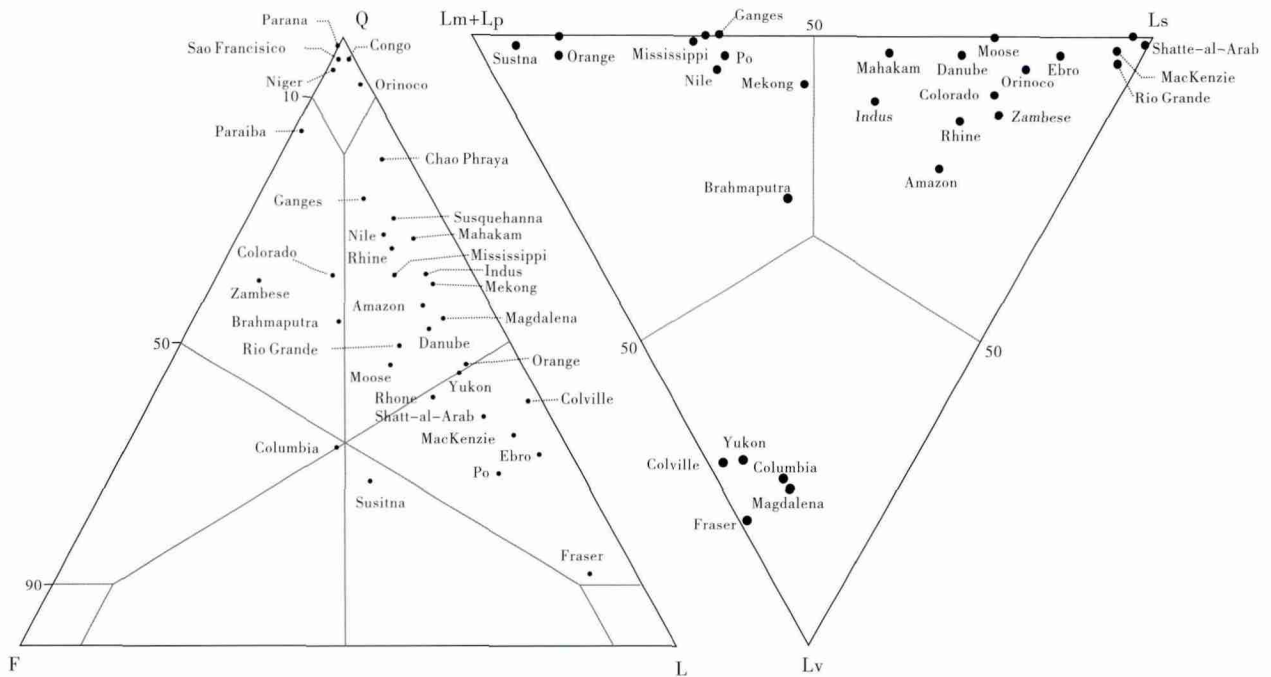 Parana
Q
Sao Francisico
Congo
Niger
Orinoco
10
Paraiba
Chao Phraya
Ganges
Susquehanna
Nile
Mahakam
Rhine
Colorado
Mississippi
Indus
Zambese
Mekong
Amazon
Brahmaputra
Magdalena
Danube
Rio Grande
50
Orange
Moose
Yukon
Rhone
Colville
Shatt-al-Arab
MacKenzie
Columbia
Ebro
Po
Susitna
Fraser
90
F
L
Lm+Lp
Ganges
50
Ls
Sustna
Orange
Mississippi
Po
Nile
Mekong
Mahakam
Danube
Moose
Orinoco
Ebro
Shatte-al-Arab
MacKenzie
Rio Grande
Colorado
Indus
Zambese
Rhine
Amazon
Brahmaputra
50
50
Yukon
Colville
Columbia
Magdalena
Fraser
Lv